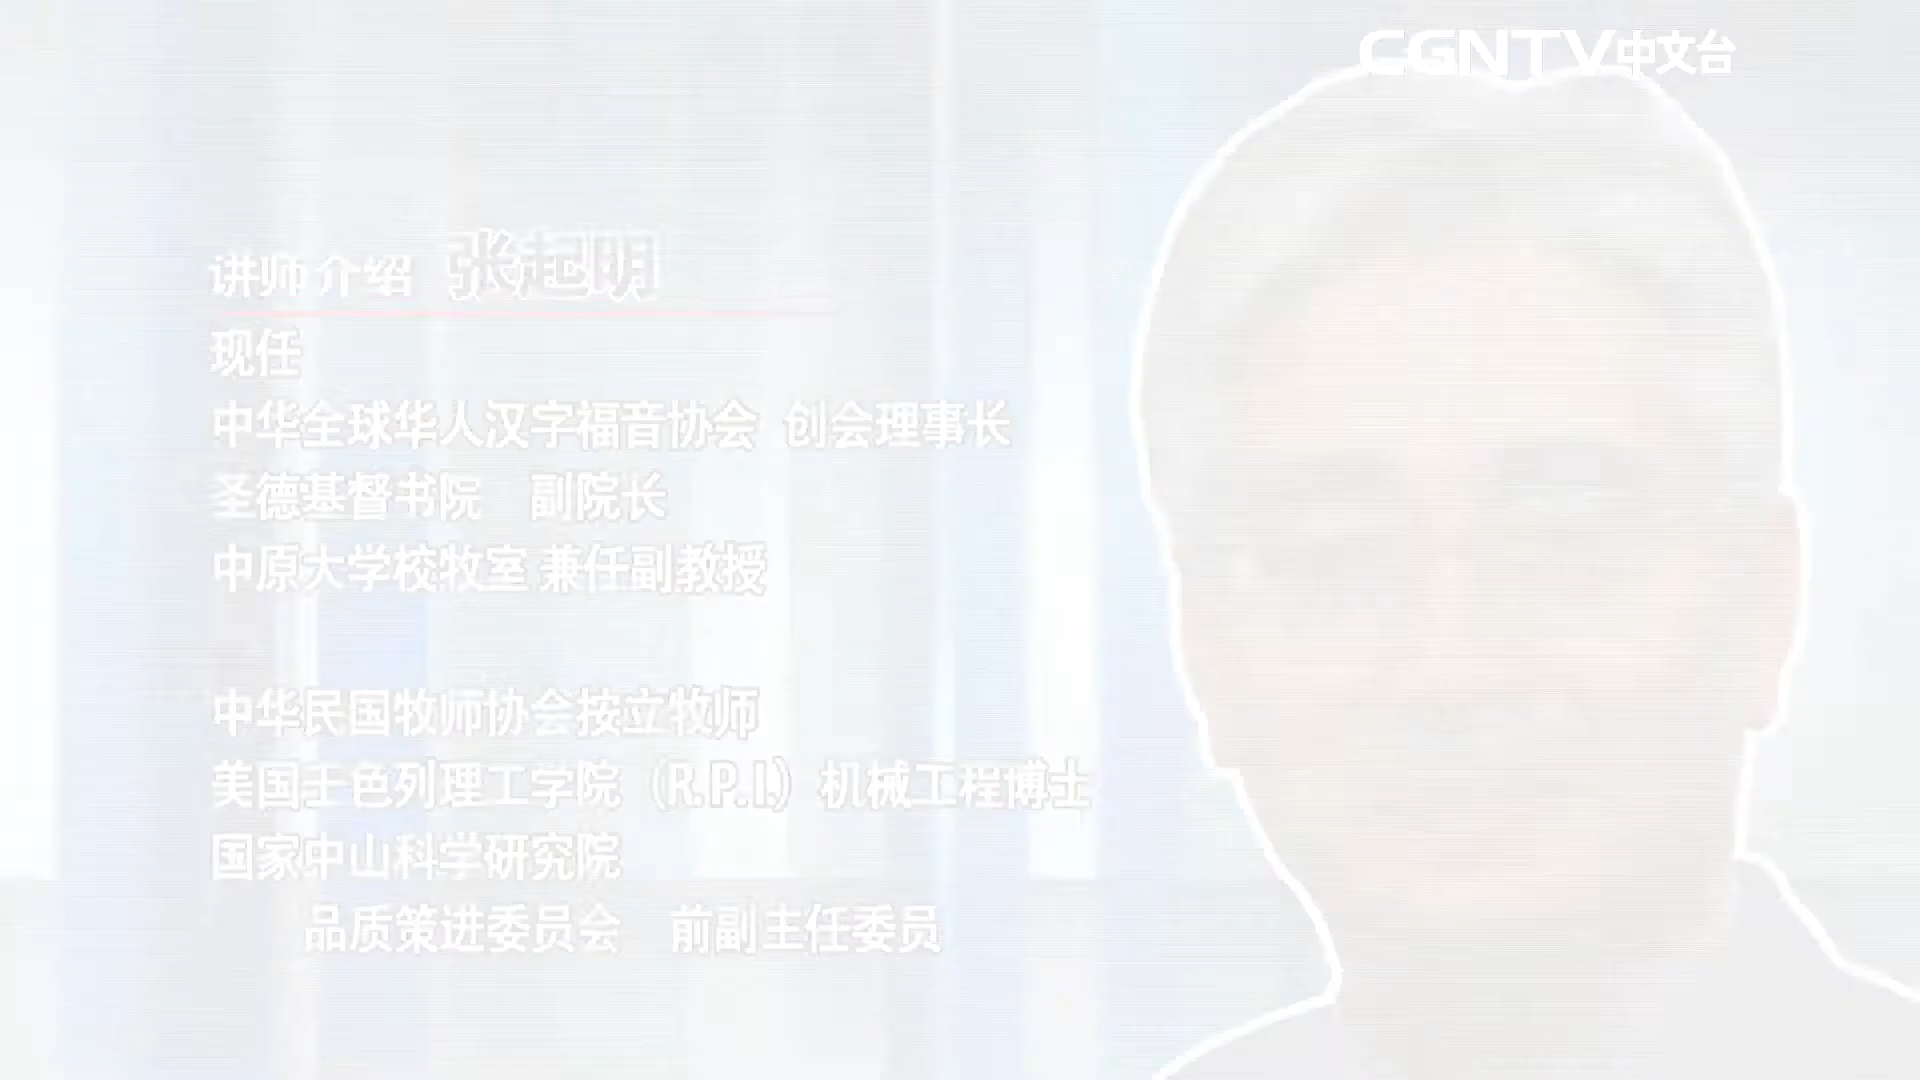 CGNTV中文台
讲师 介绍 张起明
现任
中华全球华人汉字福音协会 创会理事长
圣德基督书院 副院长
中原大学校牧室 兼任副教授
中华民国牧师协会按立牧师
美国壬色列理工学院（R.P.I.）机械工程博士
国家中山科学研究院
品质策进委员会 前副主任委员